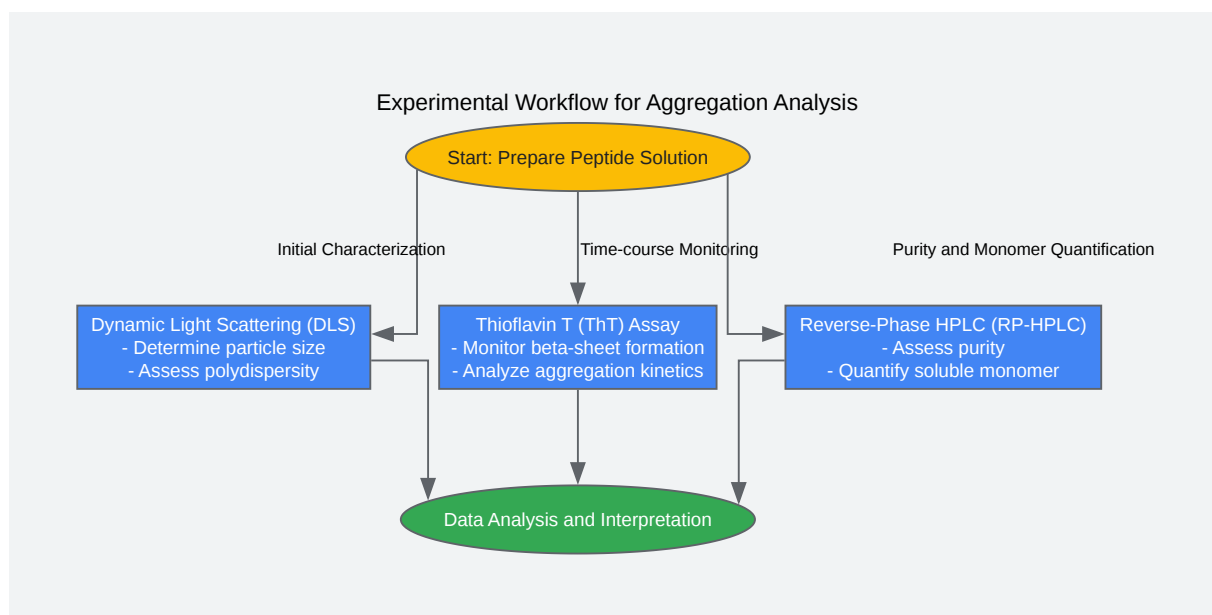 Experimental Workflow for Aggregation Analysis
Start: Prepare Peptide Solution
Initial Characterization
Time-course Monitoring
Purity and Monomer Quantification
Dynamic Light Scattering (DLS)
- Determine particle size
- Assess polydispersity
Thioflavin T (ThT) Assay
- Monitor beta-sheet formation
- Analyze aggregation kinetics
Reverse-Phase HPLC (RP-HPLC)
- Assess purity
- Quantify soluble monomer
Data Analysis and Interpretation